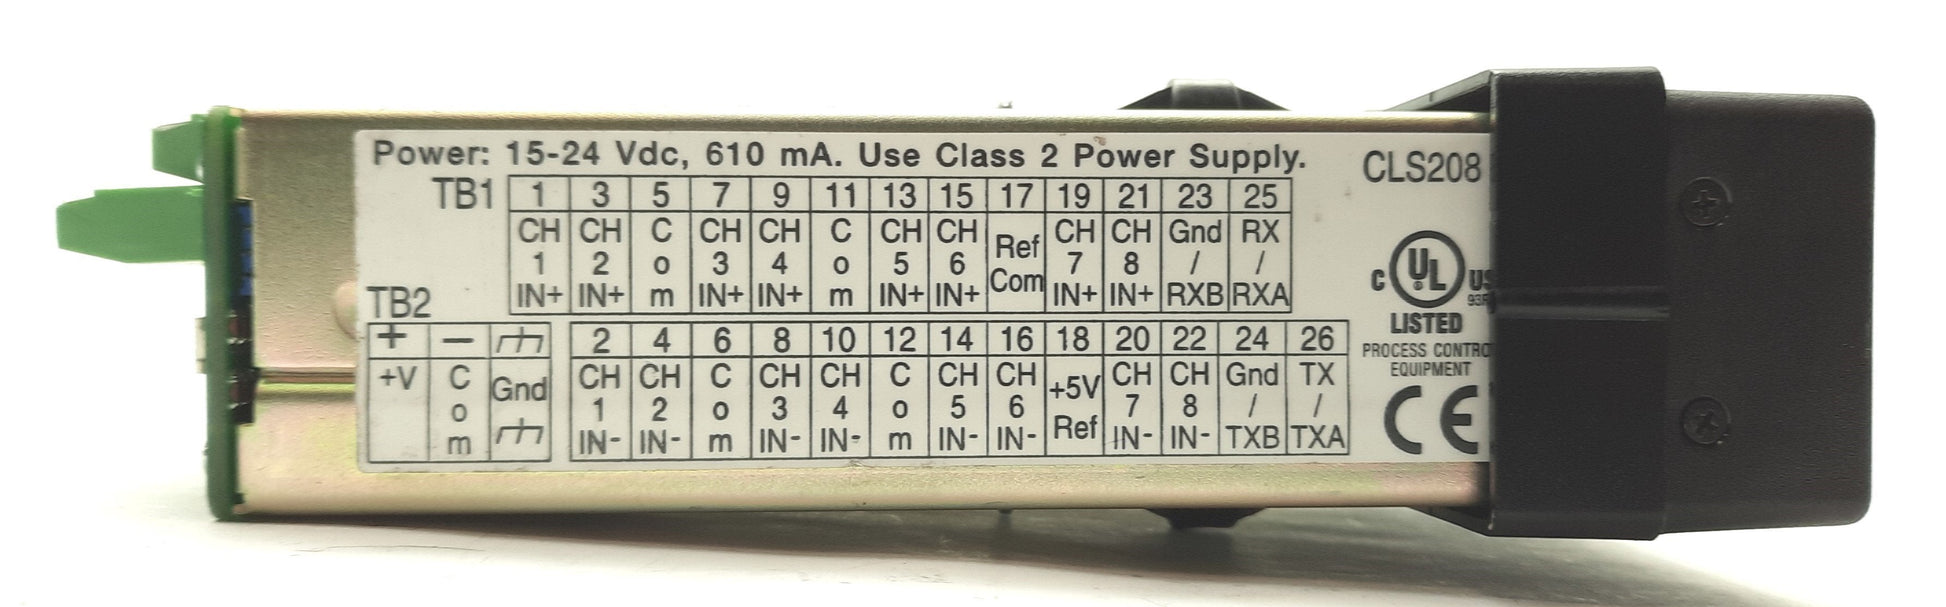 Power: 15-24 Vdc, 610 mA. Use Class 2 Power Supply.
CLS208
TB1 1 3 5 7 9 11 13 15 17 19 21 23 25
CH 1 IN+ CH 2 IN+ Com CH 3 IN+ CH 4 IN+ Com CH 5 IN+ CH 6 IN+ Ref Com CH 7 IN+ CH 8 IN+ Gnd / RXB RX / RXA
TB2
+ − 2 4 6 8 10 12 14 16 18 20 22 24 26
+V Com Gnd CH 1 IN- CH 2 IN- Com CH 3 IN- CH 4 IN- Com CH 5 IN- CH 6 IN- +5V Ref CH 7 IN- CH 8 IN- Gnd / TXB TX / TXA
C UL ® US
LISTED
PROCESS CONTRO
EQUIPMENT
CE